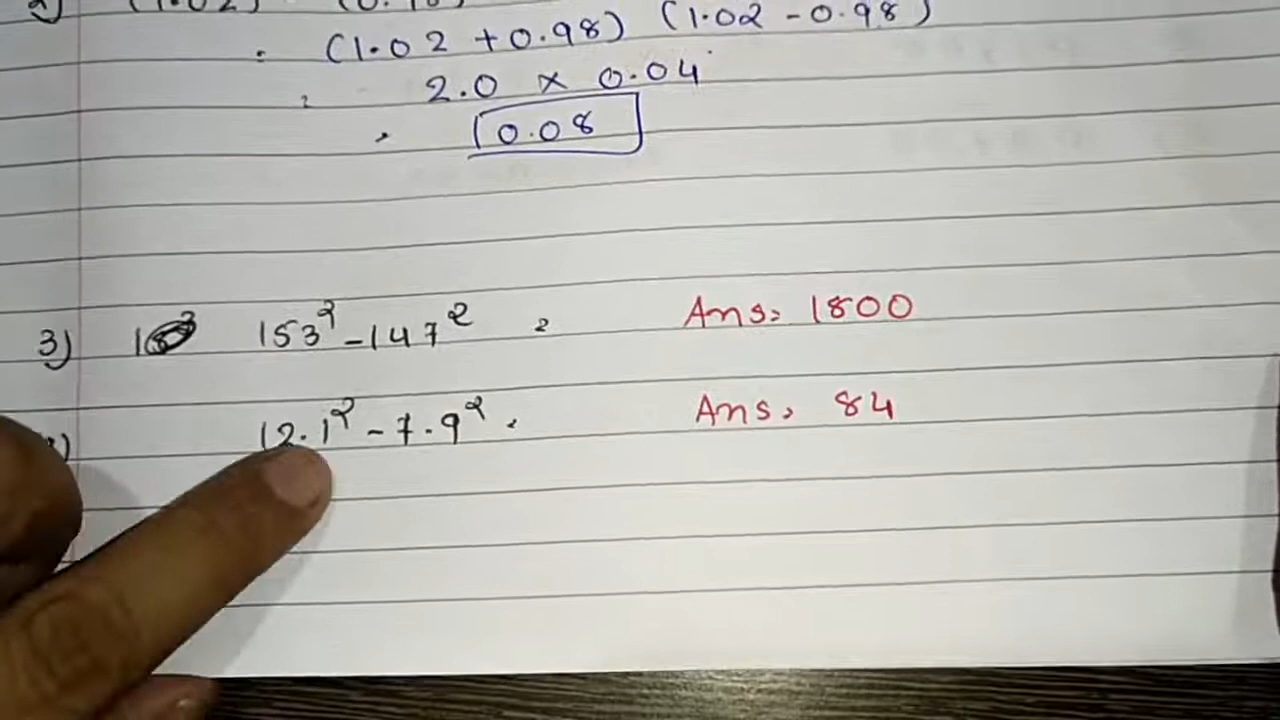 (1.02 + 0.98) (1.02 - 0.98)
2.0 × 0.04
0.08
3) 153² - 147² = Ans = 1800
12.1² - 7.9² = Ans = 84